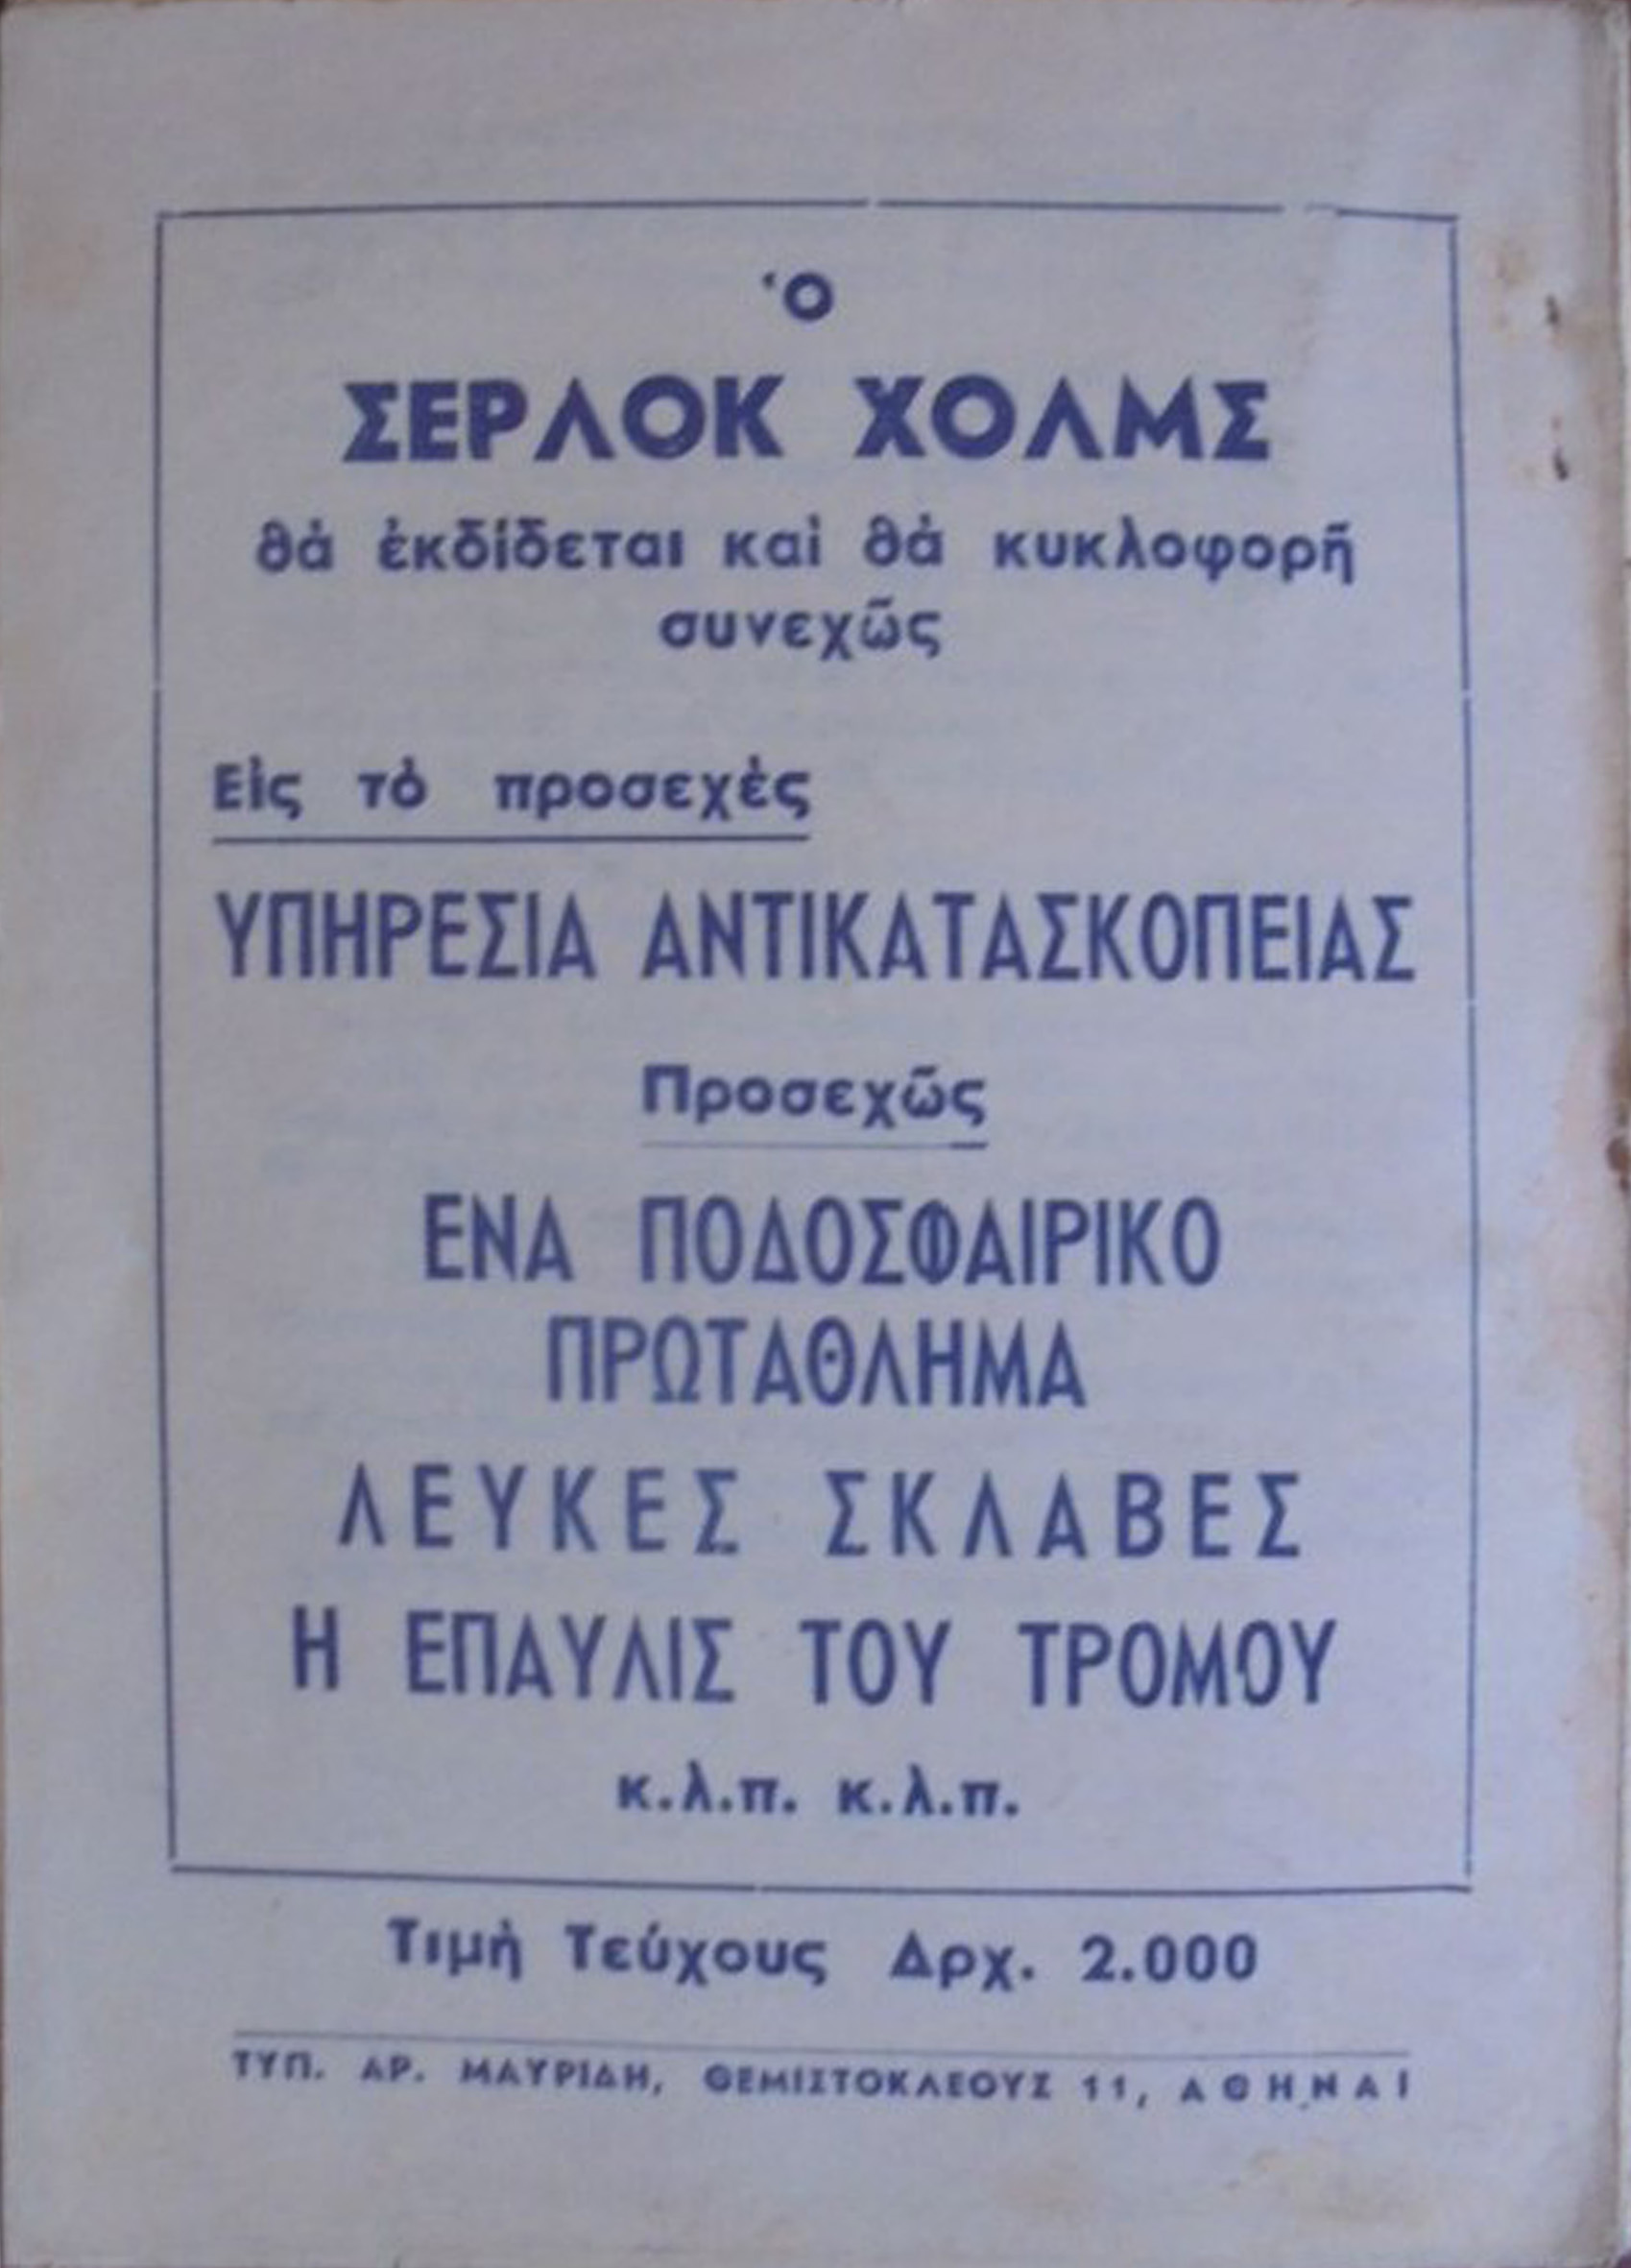 Ὁ
ΣΕΡΛΟΚ ΧΟΛΜΣ
θὰ ἐκδίδεται καὶ θὰ κυκλοφορῆ
συνεχῶς
Εἰς τὸ προσεχὲς
ΥΠΗΡΕΣΙΑ ΑΝΤΙΚΑΤΑΣΚΟΠΕΙΑΣ
Προσεχῶς
ΕΝΑ ΠΟΔΟΣΦΑΙΡΙΚΟ
ΠΡΩΤΑΘΛΗΜΑ
ΛΕΥΚΕΣ ΣΚΛΑΒΕΣ
Η ΕΠΑΥΛΙΣ ΤΟΥ ΤΡΟΜΟΥ
κ.λ.π. κ.λ.π.
Τιμὴ Τεύχους Δρχ. 2.000
ΤΥΠ. ΑΡ. ΜΑΥΡΙΔΗ, ΘΕΜΙΣΤΟΚΛΕΟΥΣ 11, ΑΘΗΝΑΙ